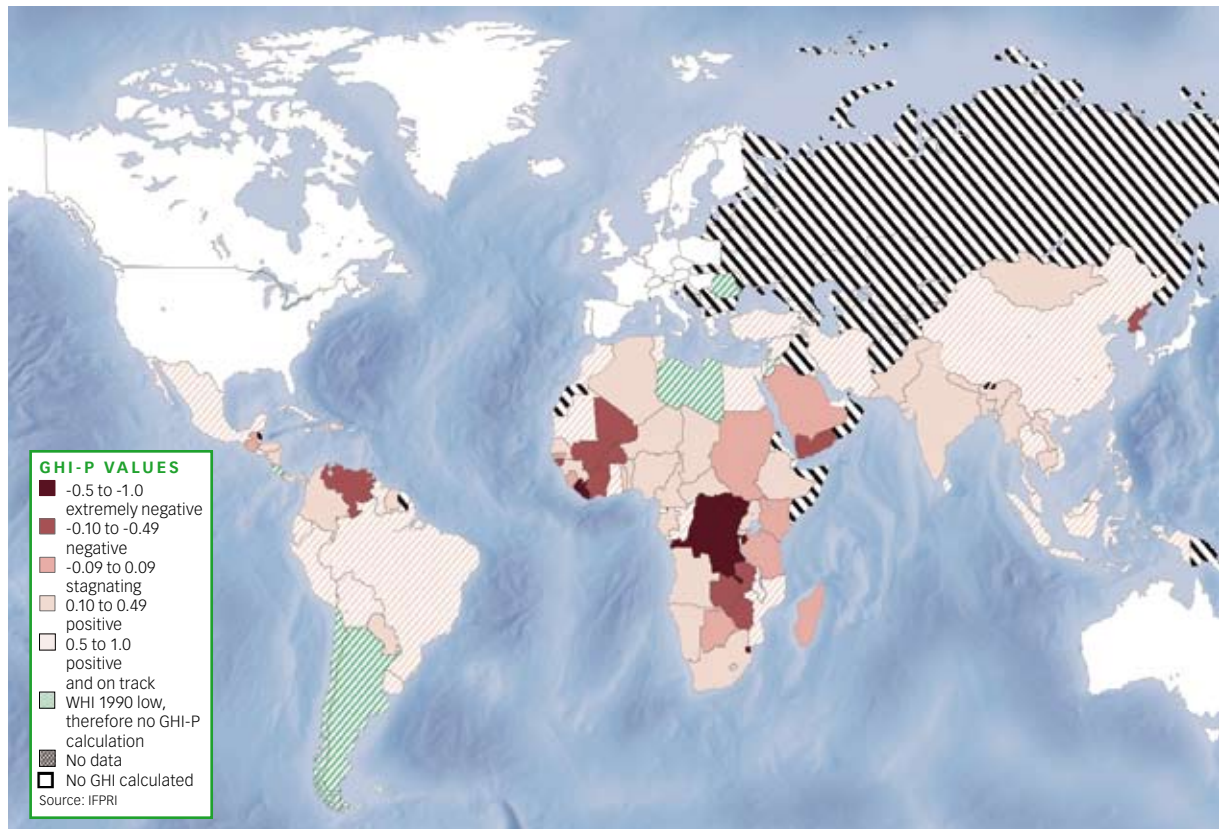 GHI-P VALUES
-0.5 to -1.0
extremely negative
-0.10 to -0.49
negative
-0.09 to 0.09
stagnating
0.10 to 0.49
positive
0.5 to 1.0
positive
and on track
WHI 1990 low,
therefore no GHI-P
calculation
No data
No GHI calculated
Source: IFPRI